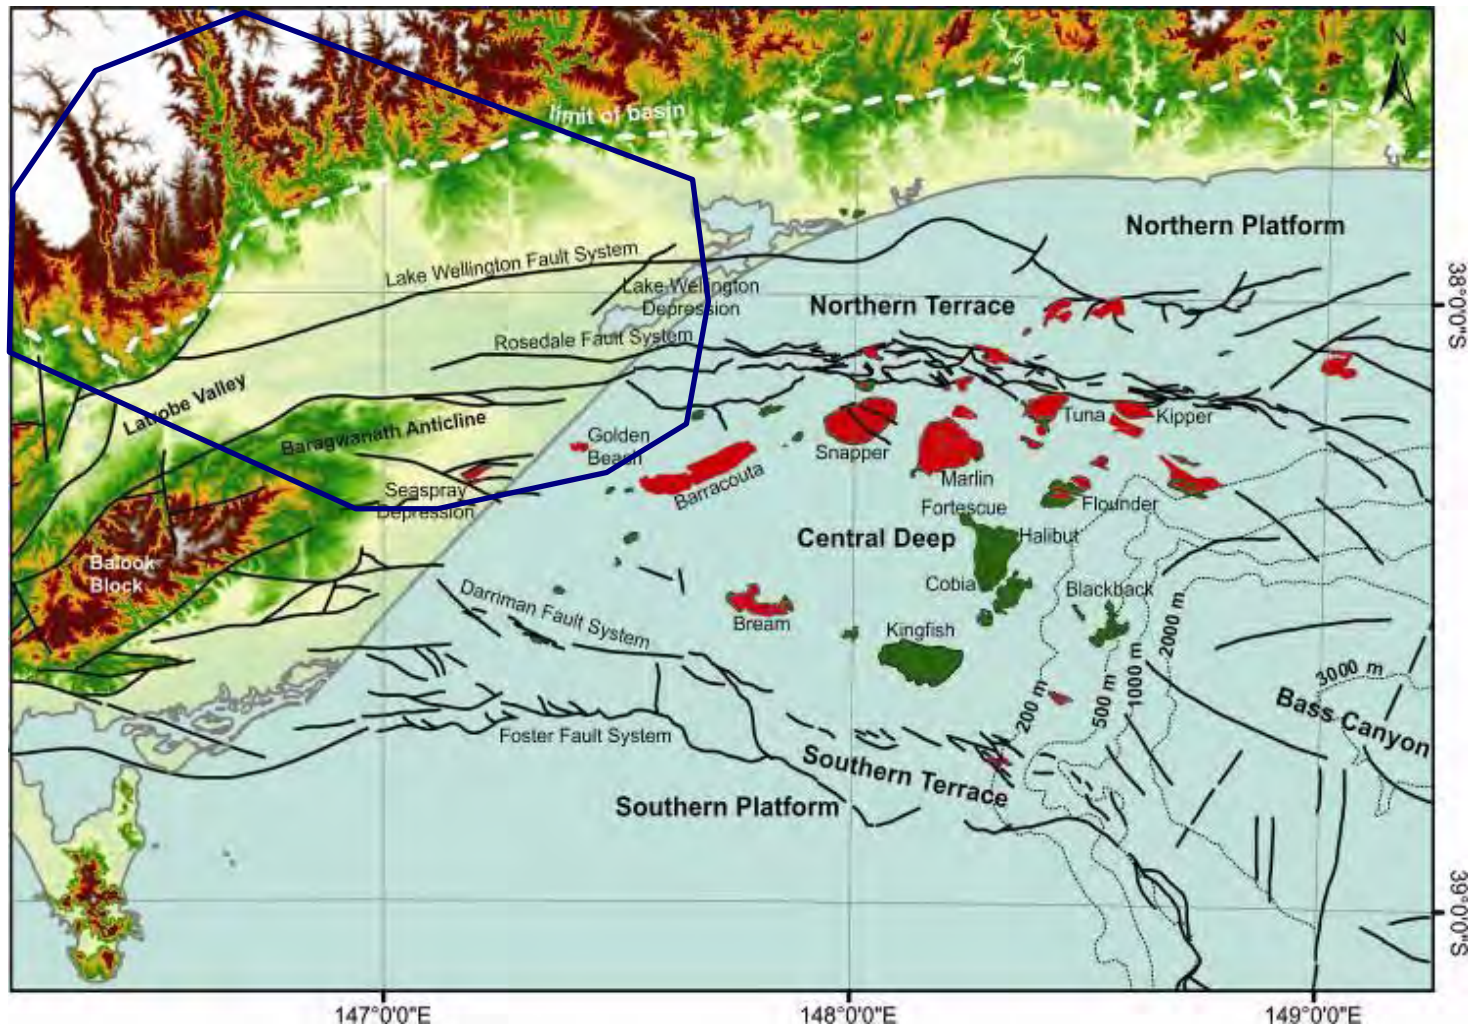 N
limit of basin
Northern Platform
Lake Wellington Fault System
Lake Wellington
Depression
Northern Terrace
38°0'0"S
Rosedale Fault System
Latrobe Valley
Baragwanath Anticline
Golden
Beach
Snapper
Tuna
Kipper
Barracouta
Marlin
Seaspray
Depression
Fortescue
Flounder
Central Deep
Halibut
Balook
Block
Cobia
Blackback
Darriman Fault System
Bream
Kingfish
2000 m
1000 m
500 m
200 m
3000 m
Bass Canyon
Foster Fault System
Southern Terrace
Southern Platform
39°0'0"S
147°0'0"E
148°0'0"E
149°0'0"E